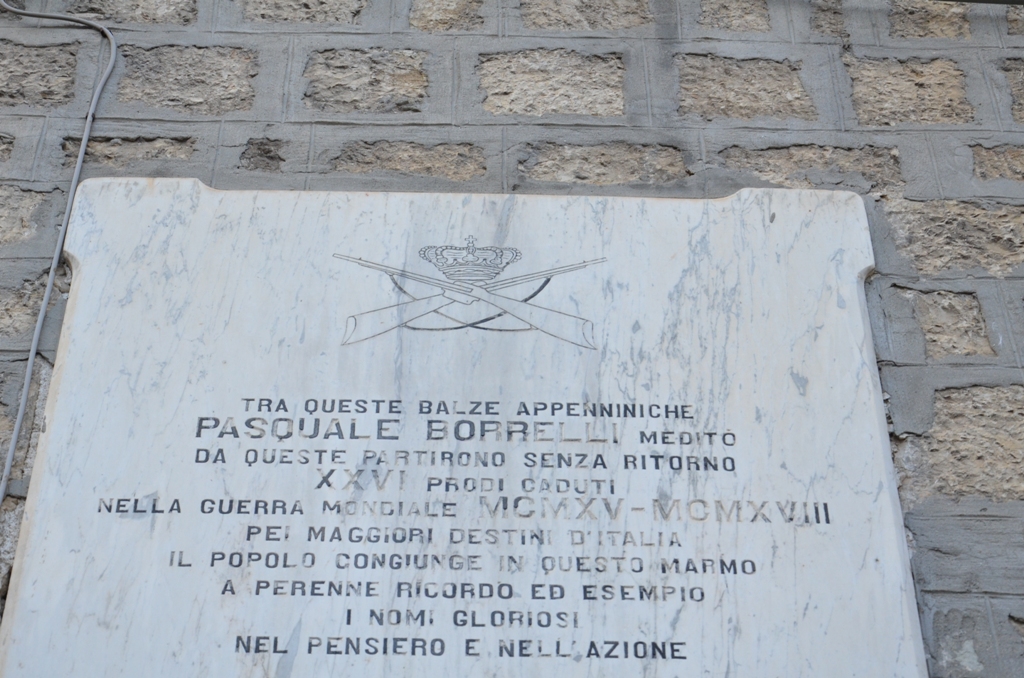 TRA QUESTE BALZE APPENNINICHE
PASQUALE BORRELLI MEDITÒ
DA QUESTE PARTIRONO SENZA RITORNO
XXVI PRODI CADUTI
NELLA GUERRA MONDIALE MCMXV-MCMXVIII
PEI MAGGIORI DESTINI D'ITALIA
IL POPOLO CONGIUNGE IN QUESTO MARMO
A PERENNE RICORDO ED ESEMPIO
I NOMI GLORIOSI
NEL PENSIERO E NELL'AZIONE